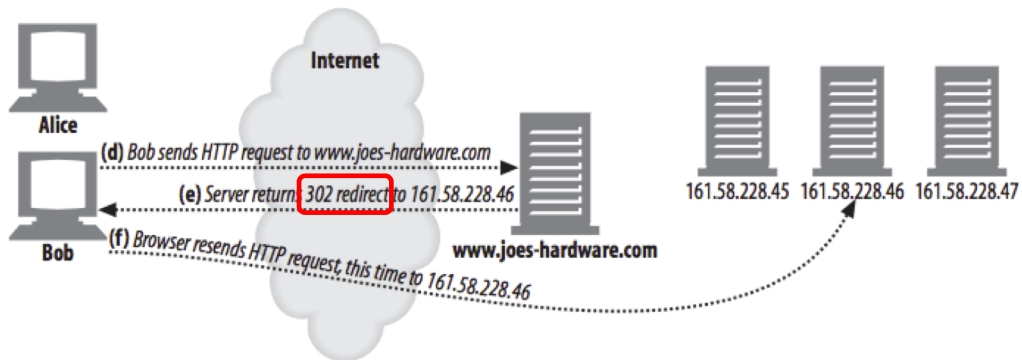 Internet
Alice
(d) Bob sends HTTP request to www.joes-hardware.com
(e) Server returns 302 redirect to 161.58.228.46
161.58.228.45 161.58.228.46 161.58.228.47
Bob
(f) Browser resends HTTP request, this time to 161.58.228.46
www.joes-hardware.com